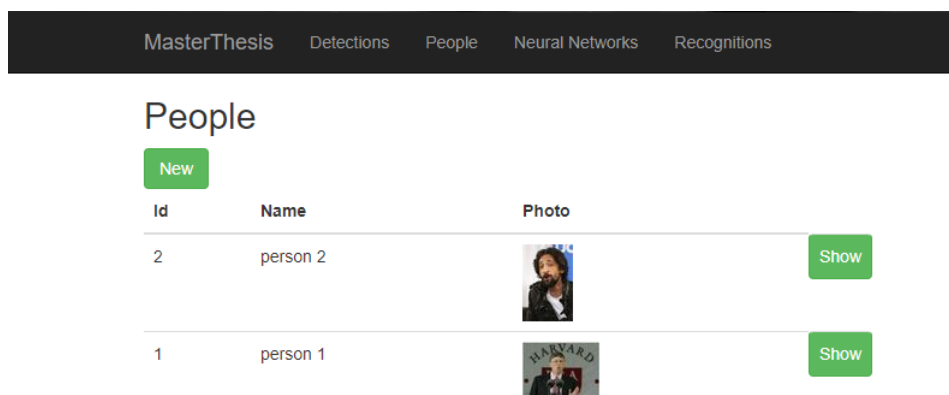 MasterThesis Detections People Neural Networks Recognitions
People
New
Id Name Photo
2 person 2 Show
1 person 1 Show
HARVARD